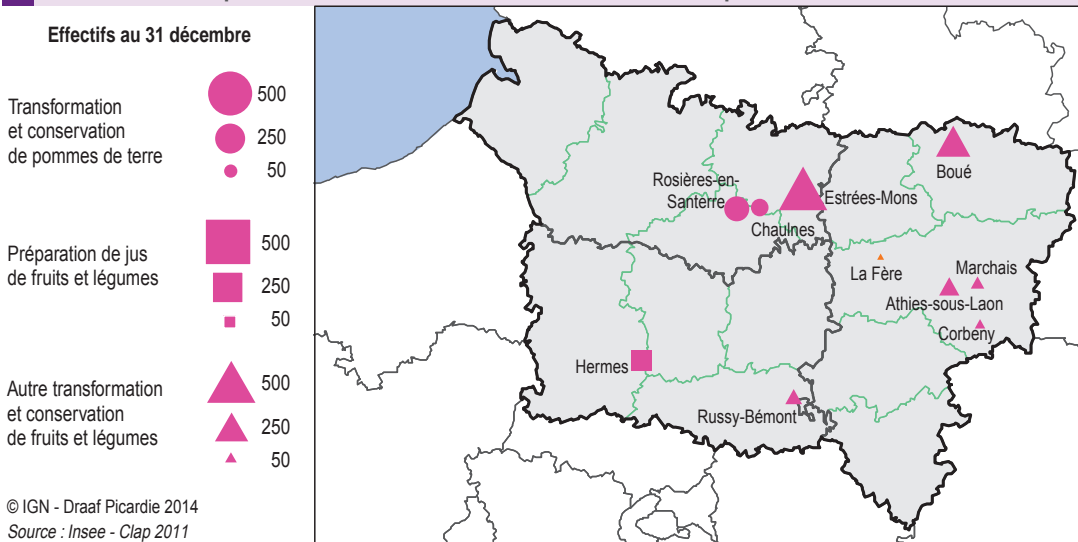 Effectifs au 31 décembre
Transformation
et conservation
de pommes de terre
500
250
50
Préparation de jus
de fruits et légumes
500
250
50
Autre transformation
et conservation
de fruits et légumes
500
250
50
© IGN - Draaf Picardie 2014
Source : Insee - Clap 2011
Boué
Rosières-en-
Santerre
Estrées-Mons
Chaulnes
La Fère
Marchais
Athies-sous-Laon
Corbeny
Hermes
Russy-Bémont